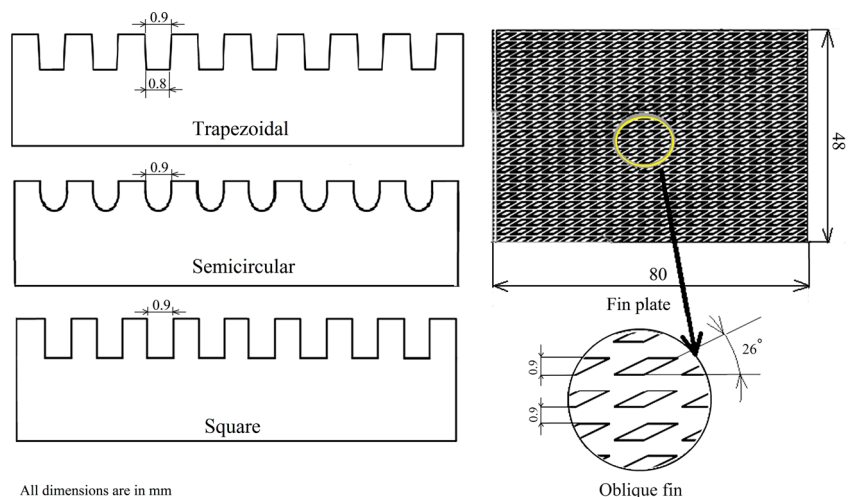 0.9
0.8
Trapezoidal
0.9
Semicircular
0.9
Square
All dimensions are in mm
48
80
Fin plate
26°
0.9
0.9
Oblique fin